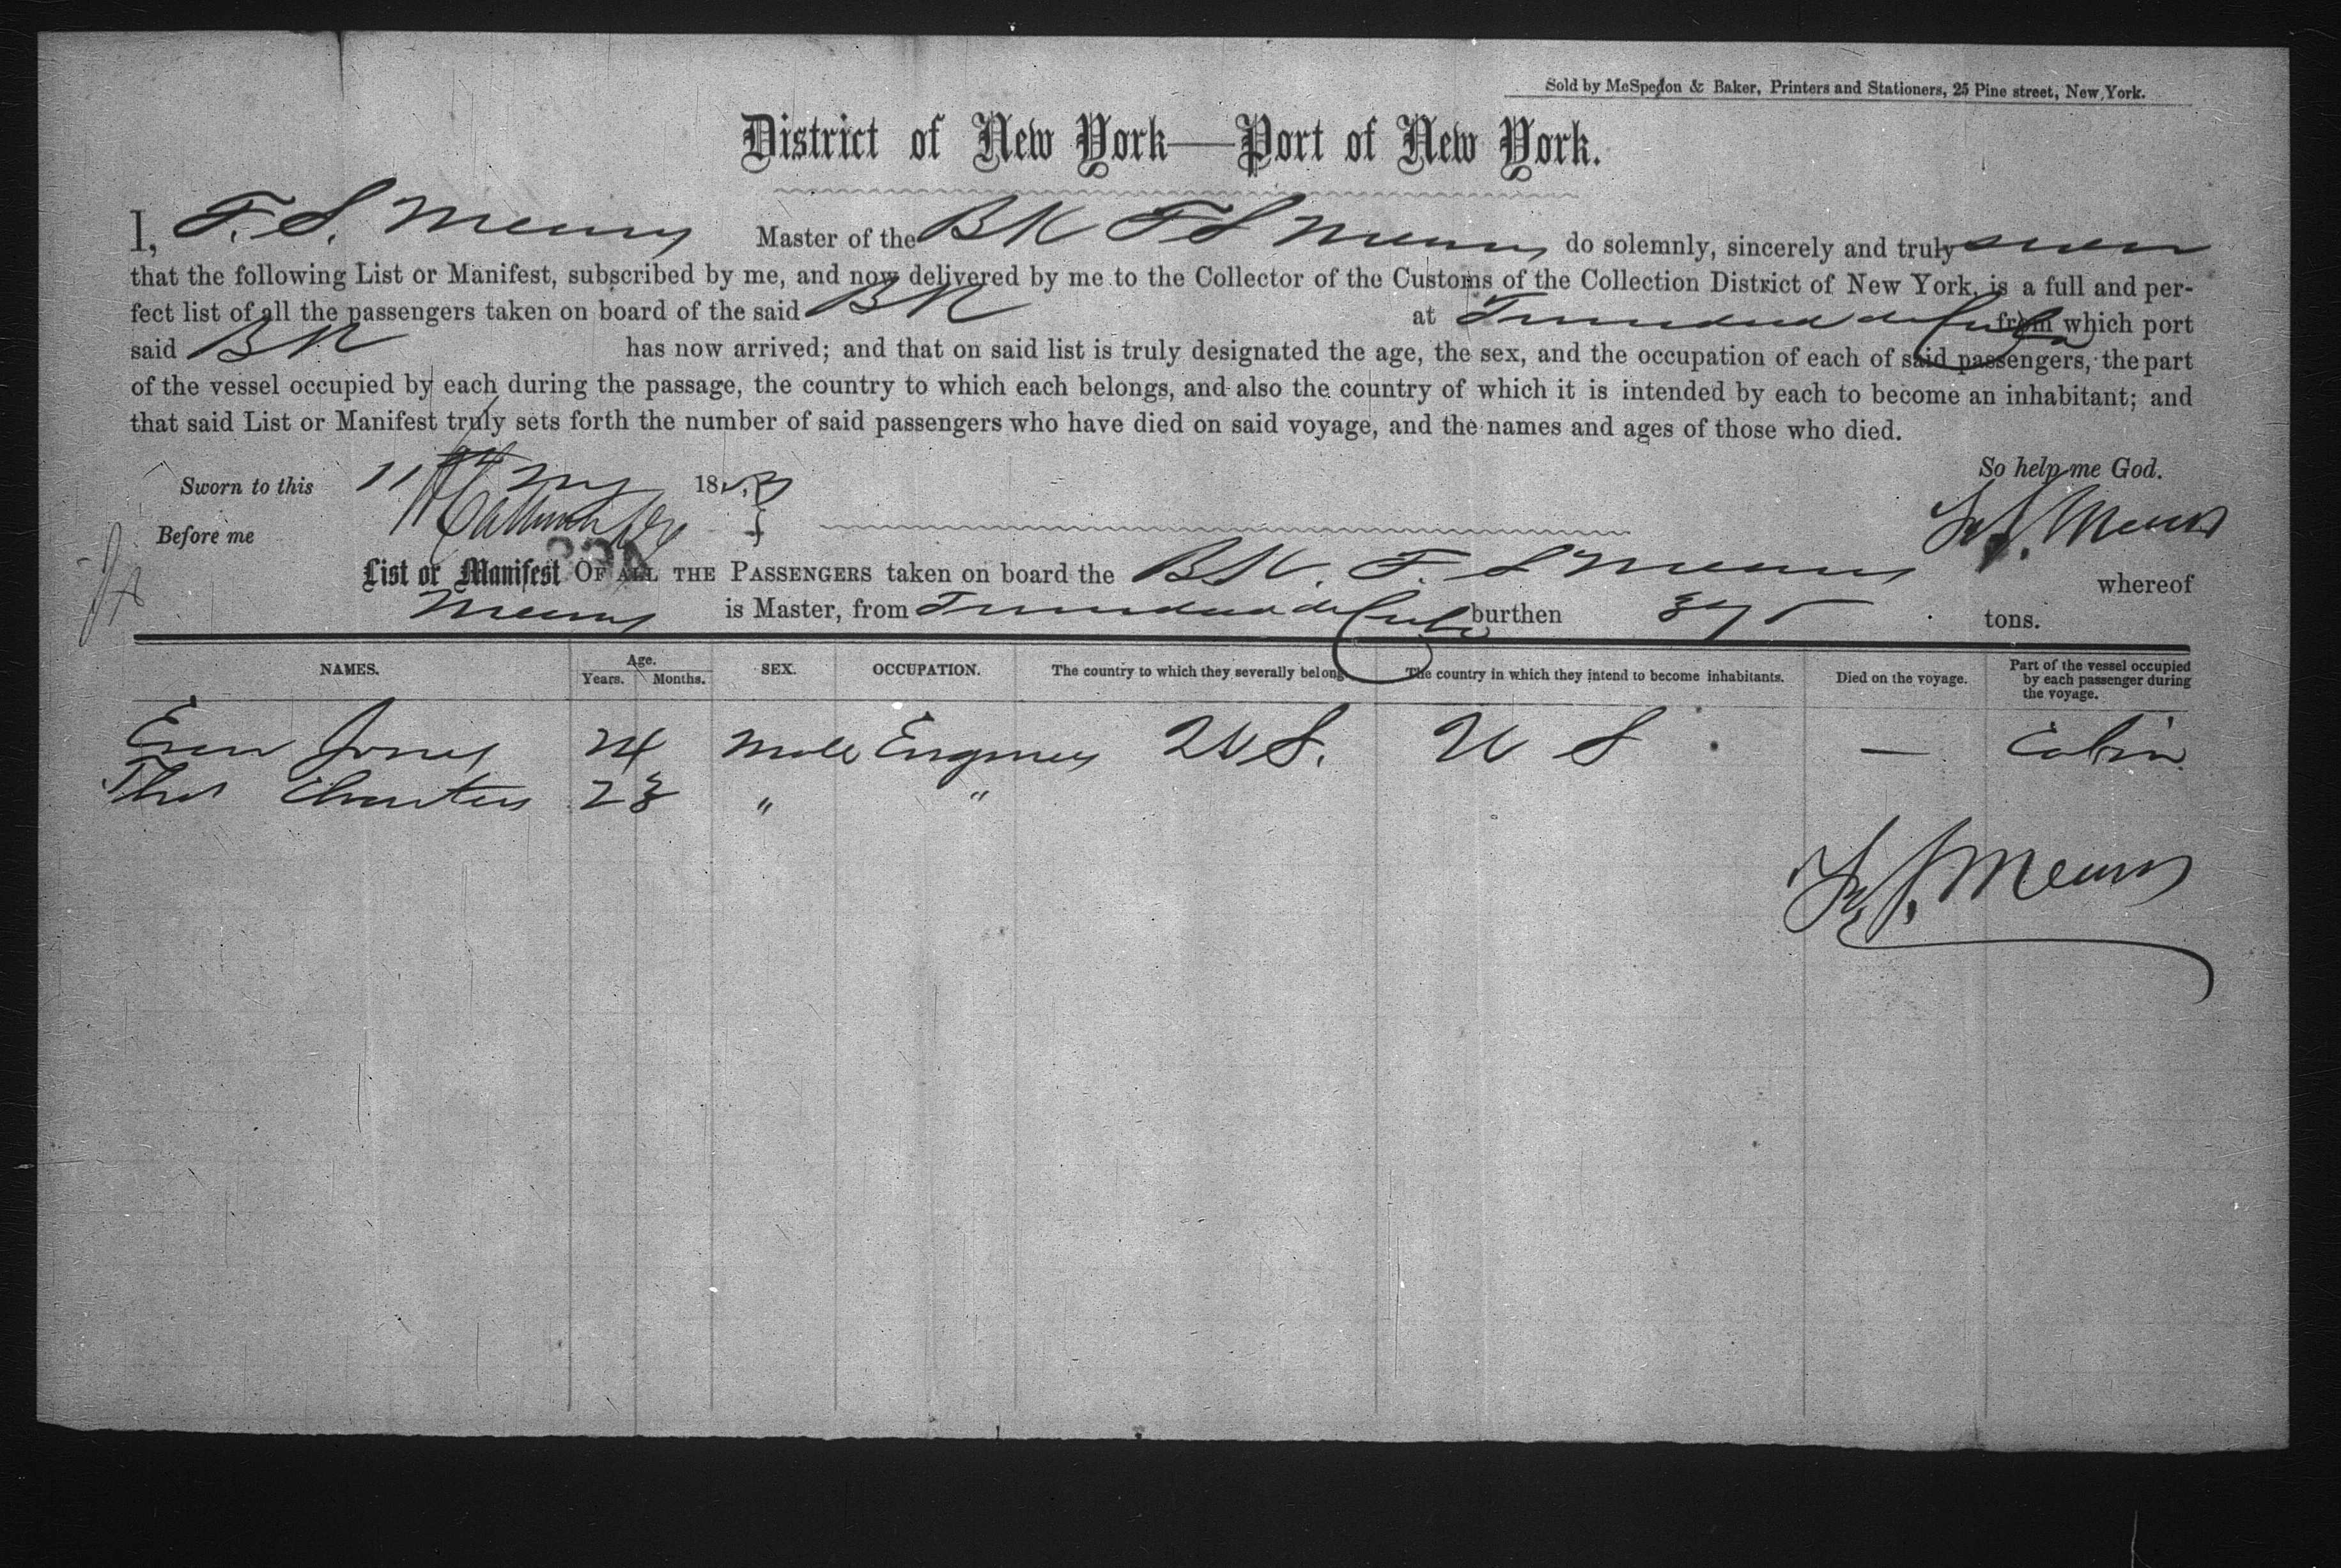 Sold by McSpedon & Baker, Printers and Stationers, 25 Pine street, New York.
District of New York—Port of New York.
I, F. S. Means Master of the BK F S Means do solemnly, sincerely and truly swear
that the following List or Manifest, subscribed by me, and now delivered by me to the Collector of the Customs of the Collection District of New York, is a full and per-
fect list of all the passengers taken on board of the said BK at Trinidad de Cuba from which port
said BK has now arrived; and that on said list is truly designated the age, the sex, and the occupation of each of said passengers, the part
of the vessel occupied by each during the passage, the country to which each belongs, and also the country of which it is intended by each to become an inhabitant; and
that said List or Manifest truly sets forth the number of said passengers who have died on said voyage, and the names and ages of those who died.
So help me God.
Sworn to this 11th 18
Before me
F. S. Means
List or Manifest OF ALL THE PASSENGERS taken on board the BK. F. S Means whereof
Means is Master, from Trinidad de Cuba burthen tons.
NAMES. Age. Years. Months. SEX. OCCUPATION. The country to which they severally belong The country in which they intend to become inhabitants. Died on the voyage. Part of the vessel occupied by each passenger during the voyage.
Jones 24 Male Engineer U S. U S — Cabin
Thos 23 " "
F. S. Means